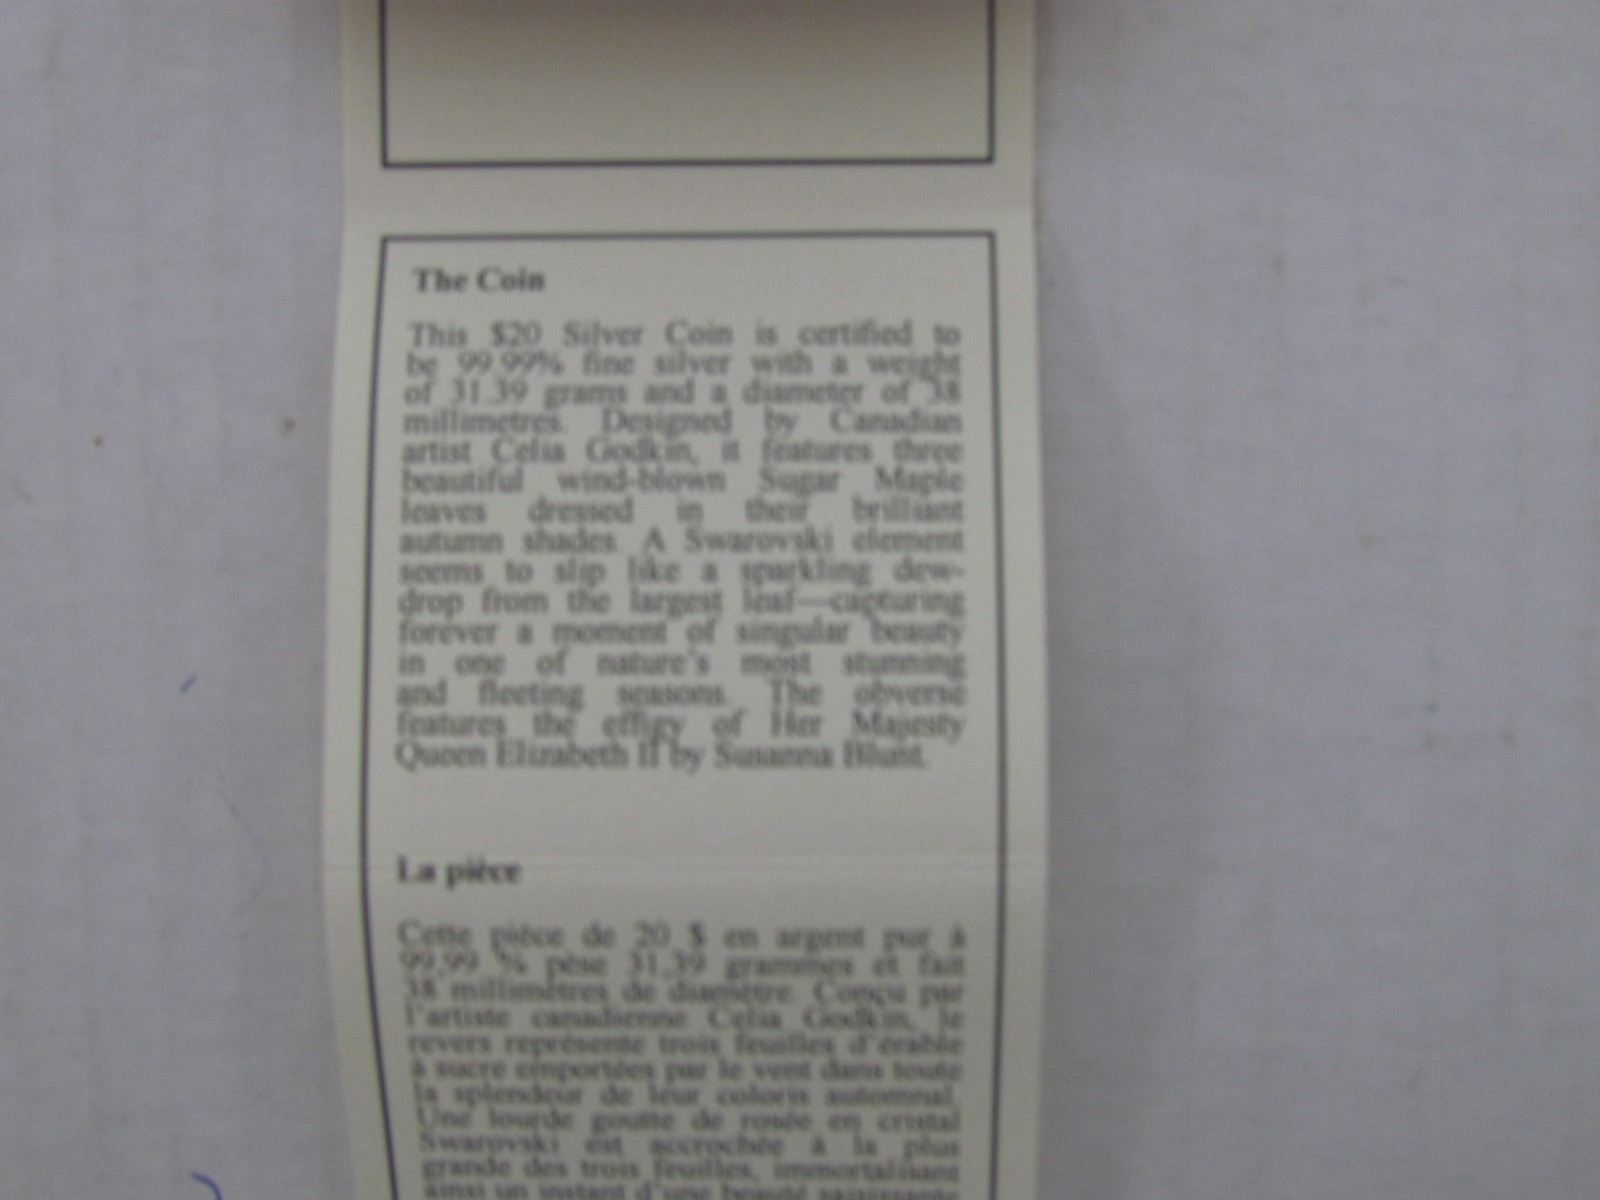 The Coin
This $20 Silver Coin is certified to
be 99.99% fine silver with a weight
of 31.39 grams and a diameter of 38
millimetres. Designed by Canadian
artist Celia Godkin, it features three
beautiful wind-blown Sugar Maple
leaves dressed in their brilliant
autumn shades. A Swarovski element
seems to slip like a sparkling dew-
drop from the largest leaf—capturing
forever a moment of singular beauty
in one of nature's most stunning
and fleeting seasons. The obverse
features the effigy of Her Majesty
Queen Elizabeth II by Susanna Blunt.
La pièce
Cette pièce de 20 $ en argent pur à
99,99 % pèse 31,39 grammes et fait
38 millimètres de diamètre. Conçu par
l'artiste canadienne Celia Godkin, le
revers représente trois feuilles d'érable
à sucre emportées par le vent dans toute
la splendeur de leur coloris automnal.
Une lourde goutte de rosée en cristal
Swarovski est accrochée à la plus
grande des trois feuilles, immortalisant
ainsi un instant d'une beauté saisissante